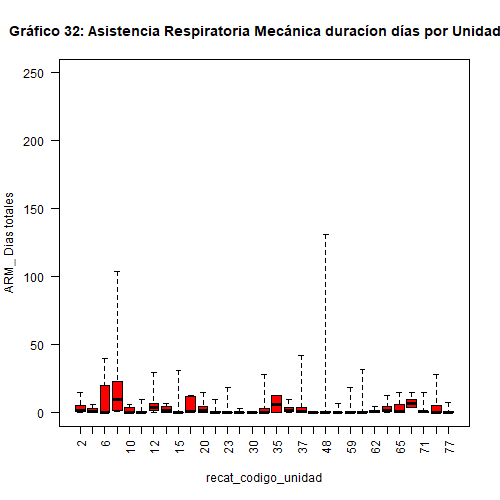 Gráfico 32: Asistencia Respiratoria Mecánica duracíon días por Unidad
ARM_ Dias totales
250
200
150
100
50
0
2 6 10 12 15 20 23 30 35 37 48 59 62 65 71 77
recat_codigo_unidad